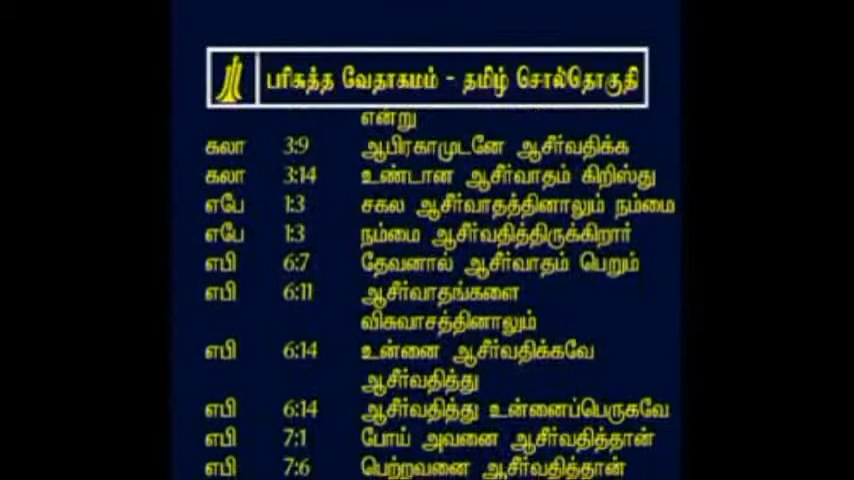 பரிசுத்த வேதாகமம் - தமிழ் சொல்தொகுதி
என்று
கலா 3:9 ஆபிரகாமுடனே ஆசீர்வதிக்க
கலா 3:14 உண்டான ஆசீர்வாதம் கிறிஸ்து
எபே 1:3 சகல ஆசீர்வாதத்தினாலும் நம்மை
எபே 1:3 நம்மை ஆசீர்வதித்திருக்கிறார்
எபி 6:7 தேவனால் ஆசீர்வாதம் பெறும்
எபி 6:11 ஆசீர்வாதங்களை
விசுவாசத்தினாலும்
எபி 6:14 உன்னை ஆசீர்வதிக்கவே
ஆசீர்வதித்து
எபி 6:14 ஆசீர்வதித்து உன்னைப்பெருகவே
எபி 7:1 போய் அவனை ஆசீர்வதித்தான்
எபி 7:6 பெற்றவனை ஆசீர்வதித்தான்